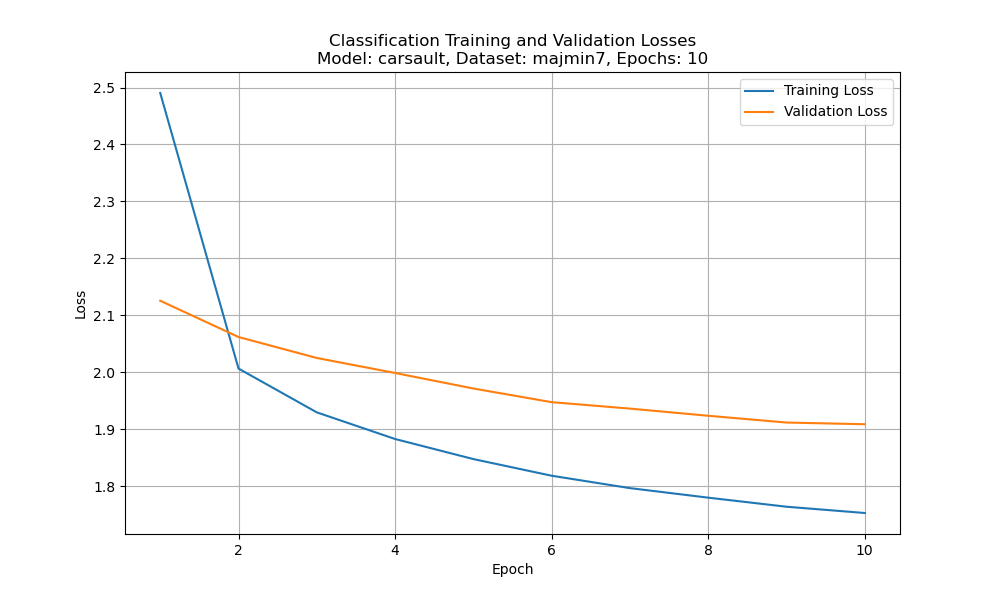 Classification Training and Validation Losses
Model: carsault, Dataset: majmin7, Epochs: 10
Training Loss
Validation Loss
2.5
2.4
2.3
2.2
2.1
2.0
1.9
1.8
Loss
2 4 6 8 10
Epoch